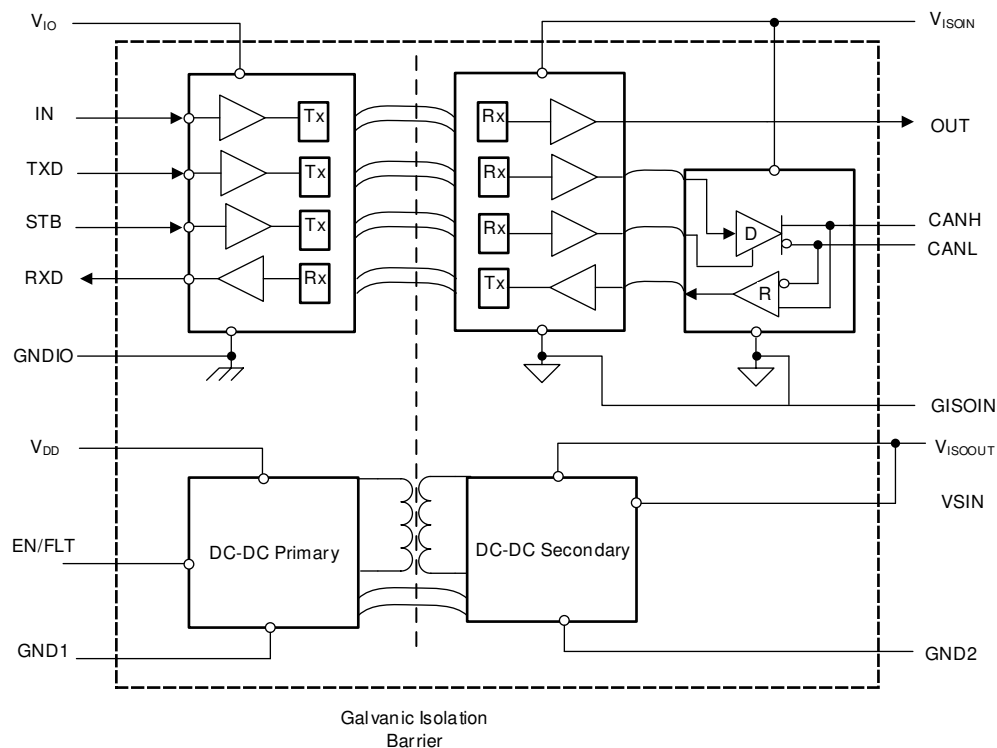 VIO
VISOIN
IN
Tx
Rx
OUT
TXD
Tx
Rx
STB
Tx
Rx
D
CANH
CANL
RXD
Rx
Tx
R
GNDIO
GISOIN
VDD
VISOOUT
VSIN
EN/FLT
DC-DC Primary
DC-DC Secondary
GND1
GND2
Galvanic Isolation
Barrier